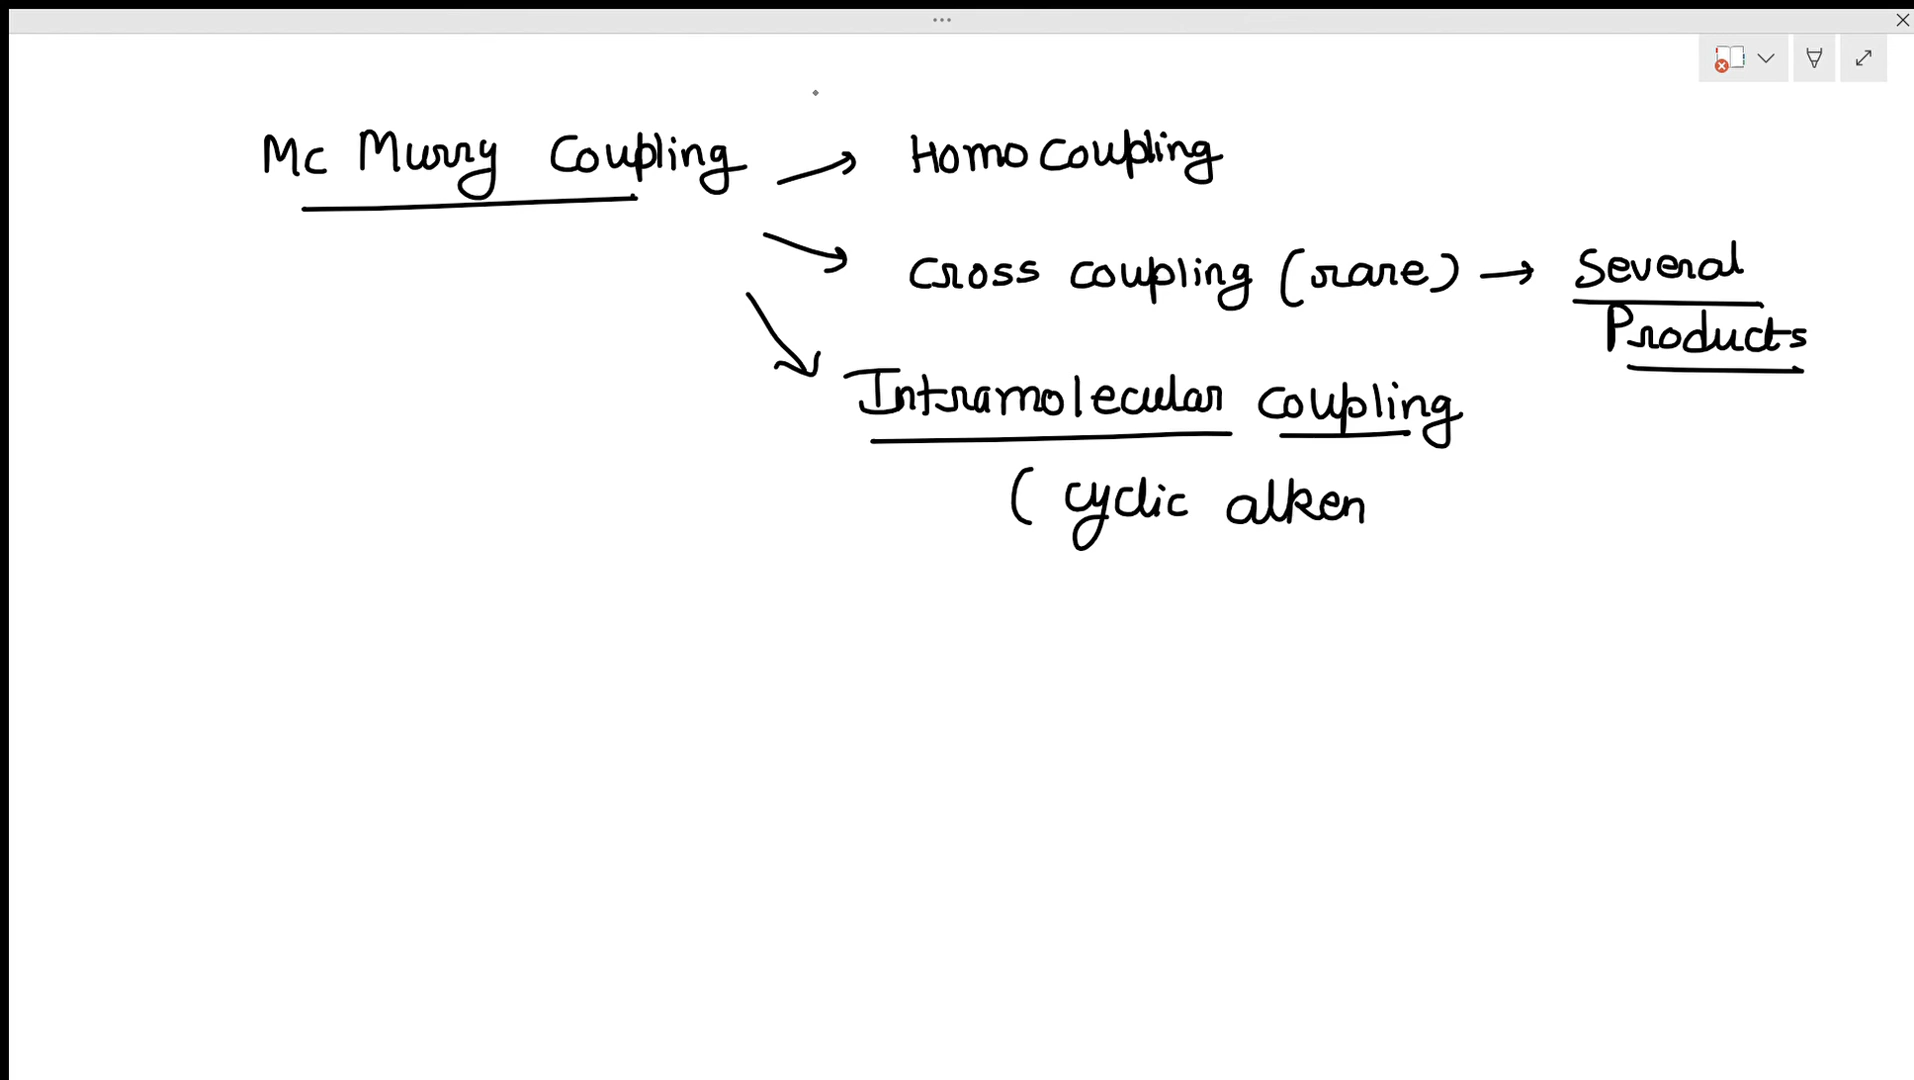 Mc Murry Coupling → Homo Coupling
→ Cross coupling (rare) → Several
Products
→ Intramolecular coupling
( cyclic alken